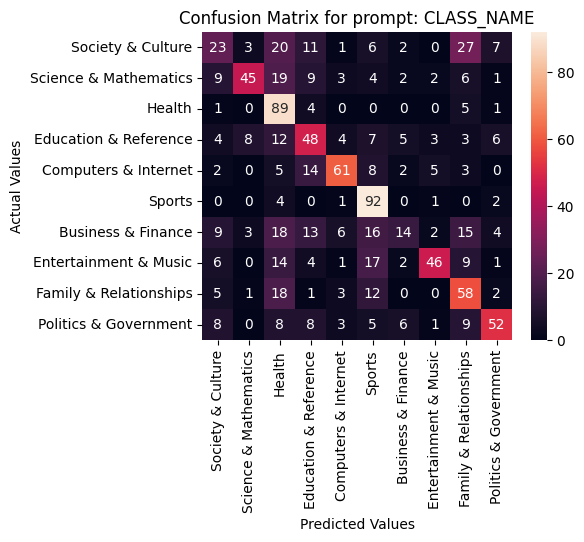 Confusion Matrix for prompt: CLASS_NAME
Actual Values
Society & Culture 23 3 20 11 1 6 2 0 27 7
Science & Mathematics 9 45 19 9 3 4 2 2 6 1
Health 1 0 89 4 0 0 0 0 5 1
Education & Reference 4 8 12 48 4 7 5 3 3 6
Computers & Internet 2 0 5 14 61 8 2 5 3 0
Sports 0 0 4 0 1 92 0 1 0 2
Business & Finance 9 3 18 13 6 16 14 2 15 4
Entertainment & Music 6 0 14 4 1 17 2 46 9 1
Family & Relationships 5 1 18 1 3 12 0 0 58 2
Politics & Government 8 0 8 8 3 5 6 1 9 52
Society & Culture
Science & Mathematics
Health
Education & Reference
Computers & Internet
Sports
Business & Finance
Entertainment & Music
Family & Relationships
Politics & Government
Predicted Values
80
60
40
20
0